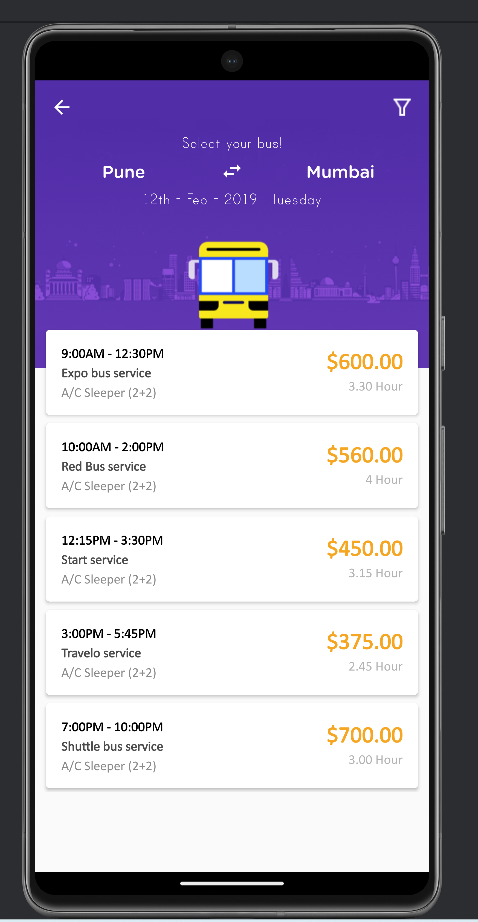 Select your bus!
Pune
Mumbai
12th - Feb - 2019 Tuesday
9:00AM - 12:30PM
$600.00
Expo bus service
3.30 Hour
A/C Sleeper (2+2)
10:00AM - 2:00PM
$560.00
Red Bus service
4 Hour
A/C Sleeper (2+2)
12:15PM - 3:30PM
$450.00
Start service
3.15 Hour
A/C Sleeper (2+2)
3:00PM - 5:45PM
$375.00
Travelo service
2.45 Hour
A/C Sleeper (2+2)
7:00PM - 10:00PM
$700.00
Shuttle bus service
3.00 Hour
A/C Sleeper (2+2)